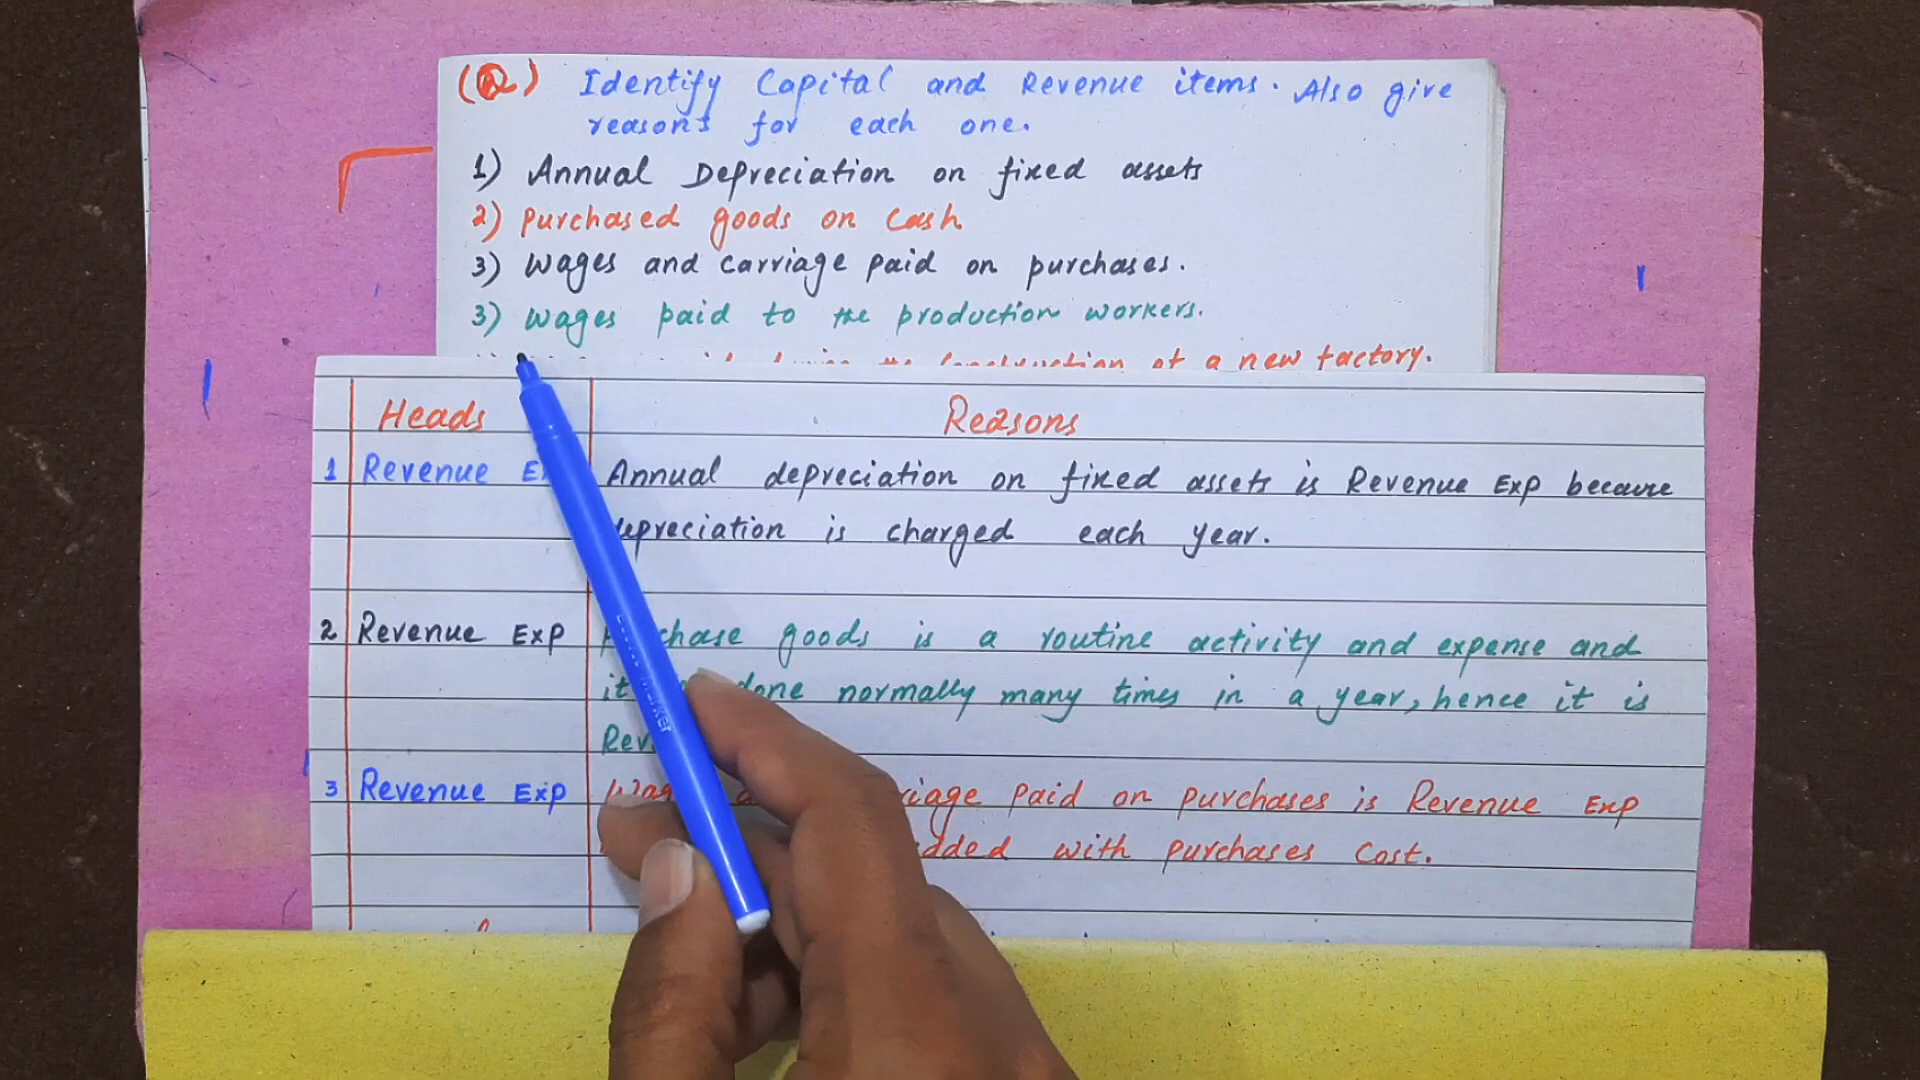 (Q) Identify Capital and Revenue items. Also give
reasons for each one.
1) Annual Depreciation on fixed assets
2) Purchased goods on Cash
3) Wages and carriage paid on purchases.
3) Wages paid to the production workers.
of a new factory.
Heads Reasons
1 Revenue Annual depreciation on fixed assets is Revenue Exp because
depreciation is charged each year.
2 Revenue Exp goods is a routine activity and expense and
it done normally many times in a year, hence it is
3 Revenue Exp paid on purchases is Revenue Exp
with purchases cost.